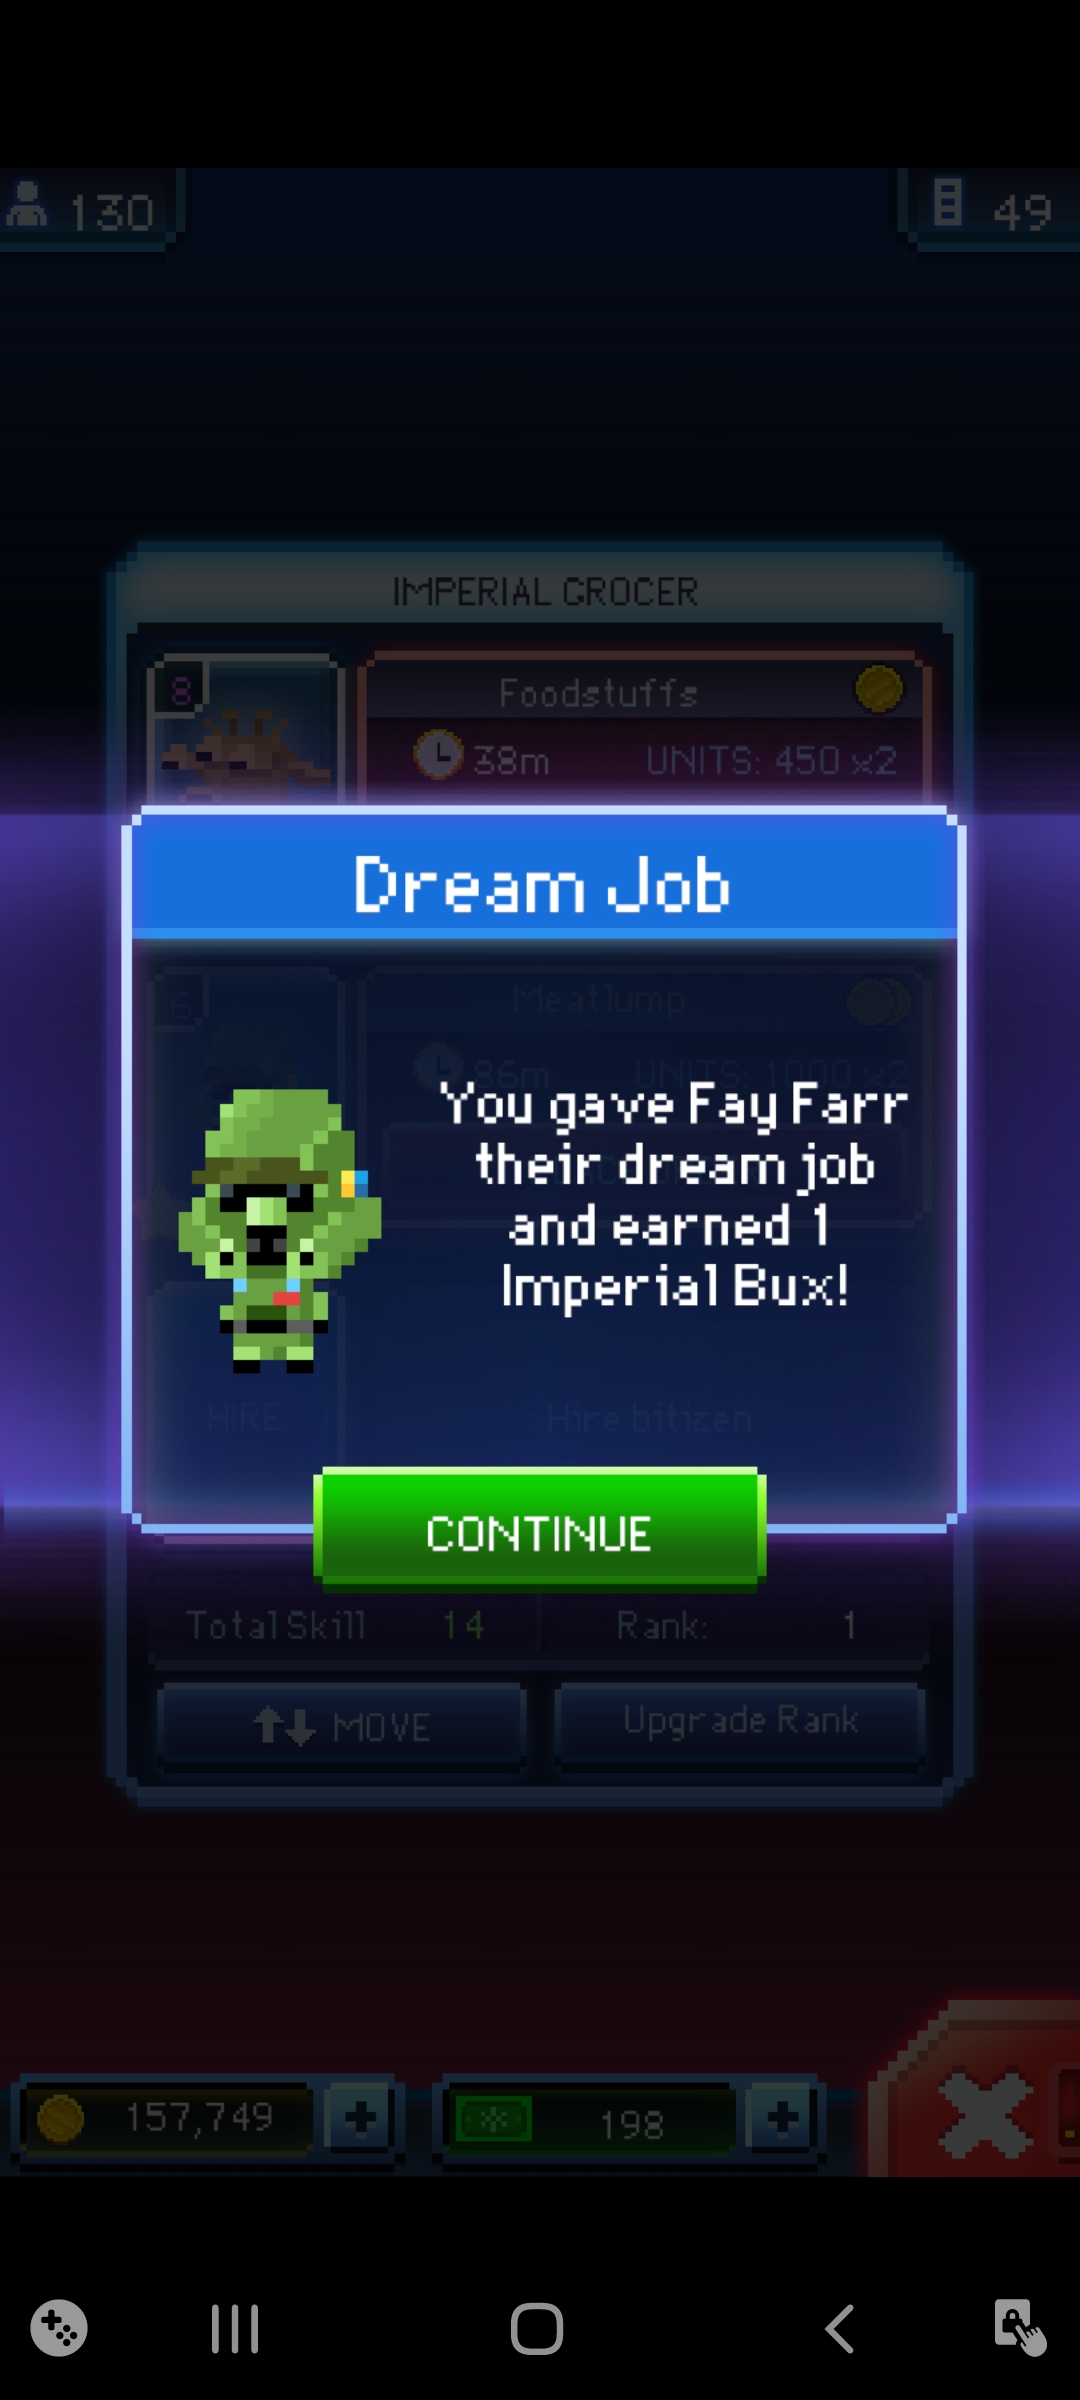 130
49
IMPERIAL GROCER
8
Foodstuffs
38m UNITS: 450 x2
Dream Job
6
Meatlump
86m UNITS: 1000 x2
You gave Fay Farr
their dream job
and earned 1
Imperial Bux!
HIRE
Hire bitizen
CONTINUE
Total Skill 14 Rank: 1
MOVE
Upgrade Rank
157,749
198